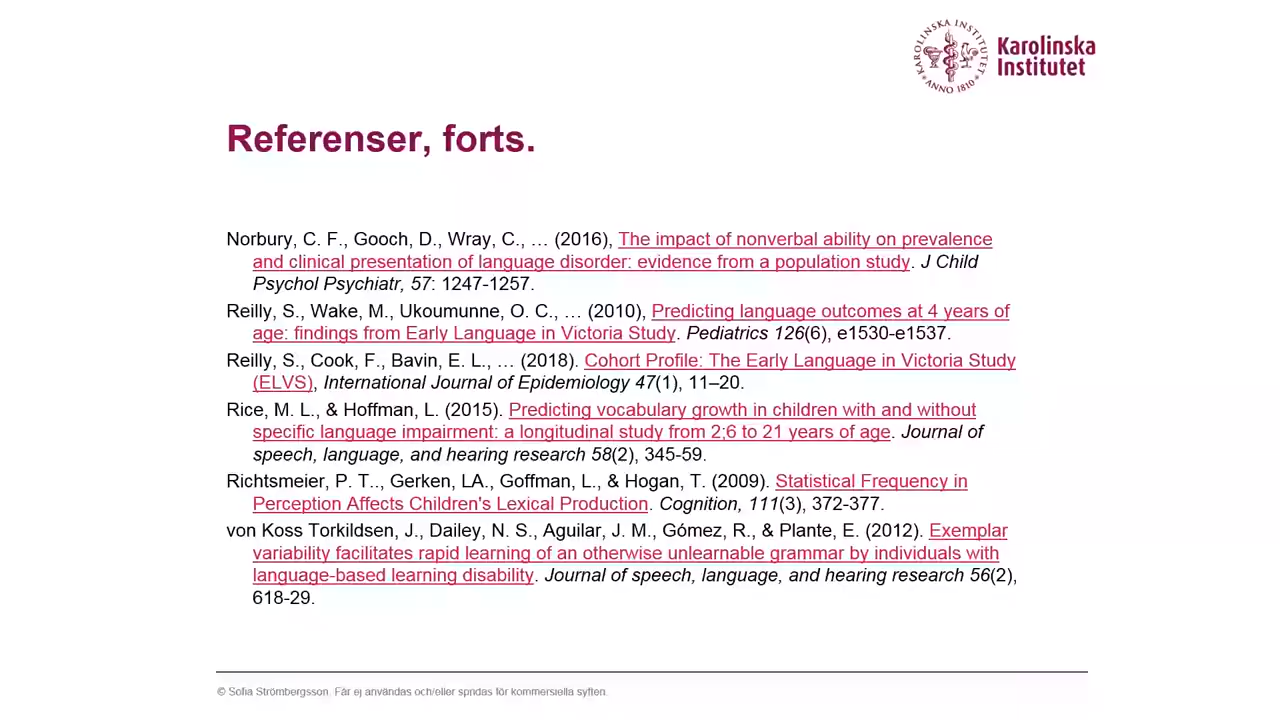 KAROLINSKA INSTITUTET
ANNO 1810
Karolinska
Institutet
Referenser, forts.
Norbury, C. F., Gooch, D., Wray, C., … (2016), The impact of nonverbal ability on prevalence
and clinical presentation of language disorder: evidence from a population study. J Child
Psychol Psychiatr, 57: 1247-1257.
Reilly, S., Wake, M., Ukoumunne, O. C., … (2010), Predicting language outcomes at 4 years of
age: findings from Early Language in Victoria Study. Pediatrics 126(6), e1530-e1537.
Reilly, S., Cook, F., Bavin, E. L., … (2018). Cohort Profile: The Early Language in Victoria Study
(ELVS), International Journal of Epidemiology 47(1), 11–20.
Rice, M. L., & Hoffman, L. (2015). Predicting vocabulary growth in children with and without
specific language impairment: a longitudinal study from 2;6 to 21 years of age. Journal of
speech, language, and hearing research 58(2), 345-59.
Richtsmeier, P. T.., Gerken, LA., Goffman, L., & Hogan, T. (2009). Statistical Frequency in
Perception Affects Children's Lexical Production. Cognition, 111(3), 372-377.
von Koss Torkildsen, J., Dailey, N. S., Aguilar, J. M., Gómez, R., & Plante, E. (2012). Exemplar
variability facilitates rapid learning of an otherwise unlearnable grammar by individuals with
language-based learning disability. Journal of speech, language, and hearing research 56(2),
618-29.
© Sofia Strömbergsson. Får ej användas och/eller spridas för kommersiella syften.